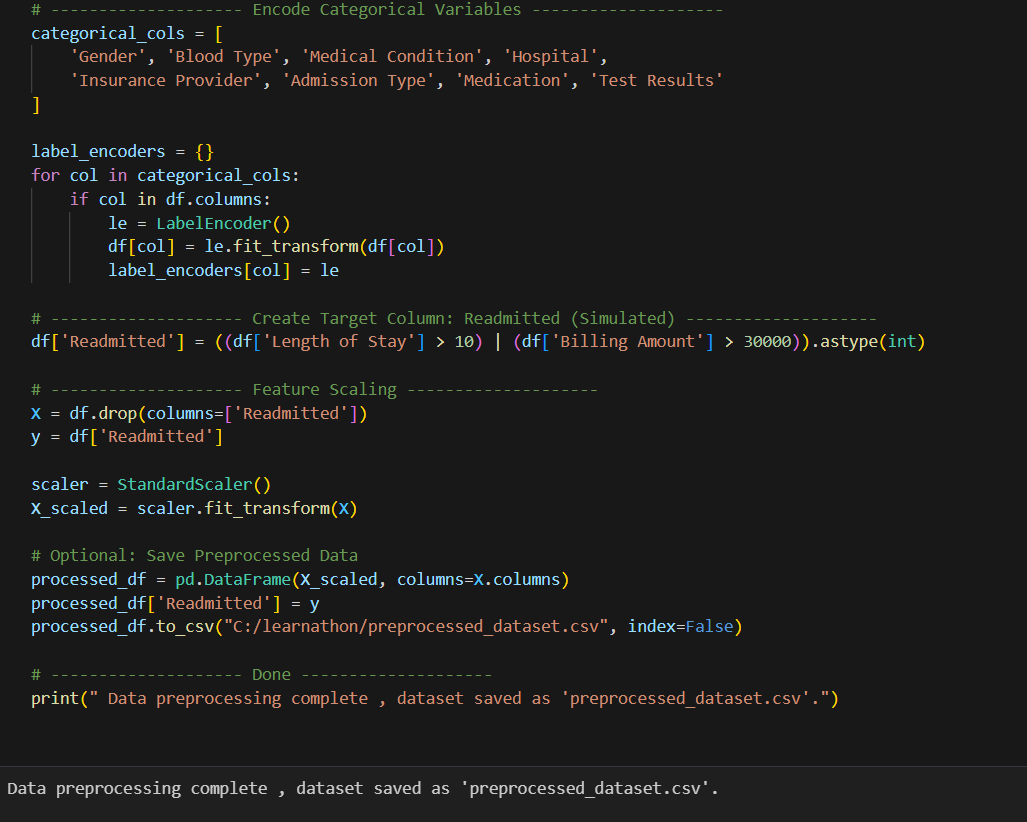 # -------------------- Encode Categorical Variables --------------------
categorical_cols = [
    'Gender', 'Blood Type', 'Medical Condition', 'Hospital',
    'Insurance Provider', 'Admission Type', 'Medication', 'Test Results'
]
label_encoders = {}
for col in categorical_cols:
    if col in df.columns:
        le = LabelEncoder()
        df[col] = le.fit_transform(df[col])
        label_encoders[col] = le
# -------------------- Create Target Column: Readmitted (Simulated) --------------------
df['Readmitted'] = ((df['Length of Stay'] > 10) | (df['Billing Amount'] > 30000)).astype(int)
# -------------------- Feature Scaling --------------------
X = df.drop(columns=['Readmitted'])
y = df['Readmitted']
scaler = StandardScaler()
X_scaled = scaler.fit_transform(X)
# Optional: Save Preprocessed Data
processed_df = pd.DataFrame(X_scaled, columns=X.columns)
processed_df['Readmitted'] = y
processed_df.to_csv("C:/learnathon/preprocessed_dataset.csv", index=False)
# -------------------- Done --------------------
print(" Data preprocessing complete , dataset saved as 'preprocessed_dataset.csv'.")
Data preprocessing complete , dataset saved as 'preprocessed_dataset.csv'.